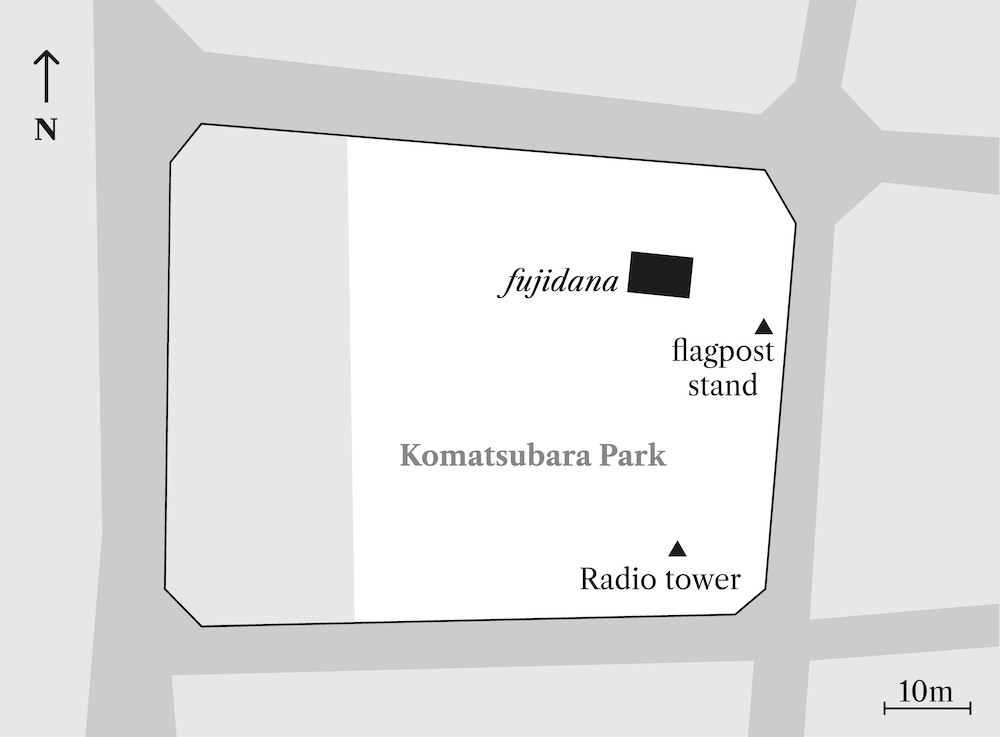 N
fujidana
flagpost
stand
Komatsubara Park
Radio tower
10m